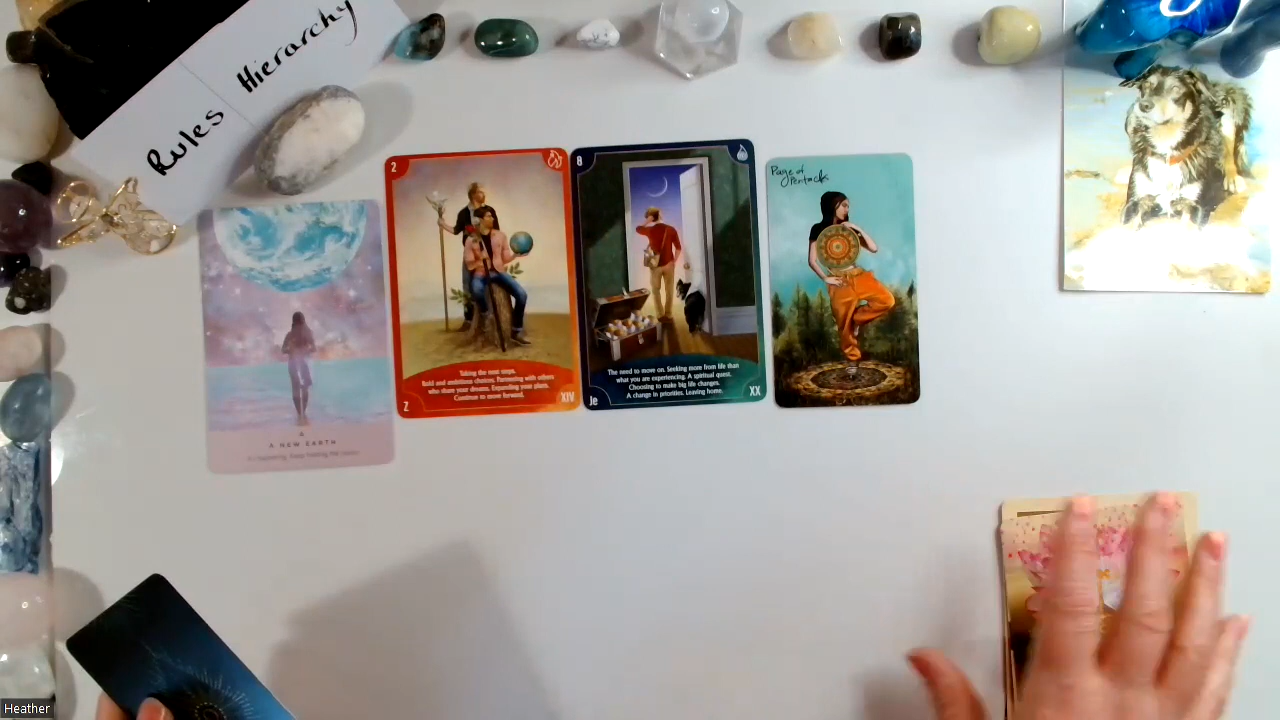 Rules Hierarchy
A NEW EARTH
2
Taking the next steps.
Bold and ambitious choices. Partnering with others
who share your dreams. Expanding your plans.
Continue to move forward.
Z
XIV
8
The need to move on. Seeking more from life than
what you are experiencing. A spiritual quest.
Choosing to make big life changes.
A change in priorities. Leaving home.
Je
XX
Page of
Pentacls
Heather